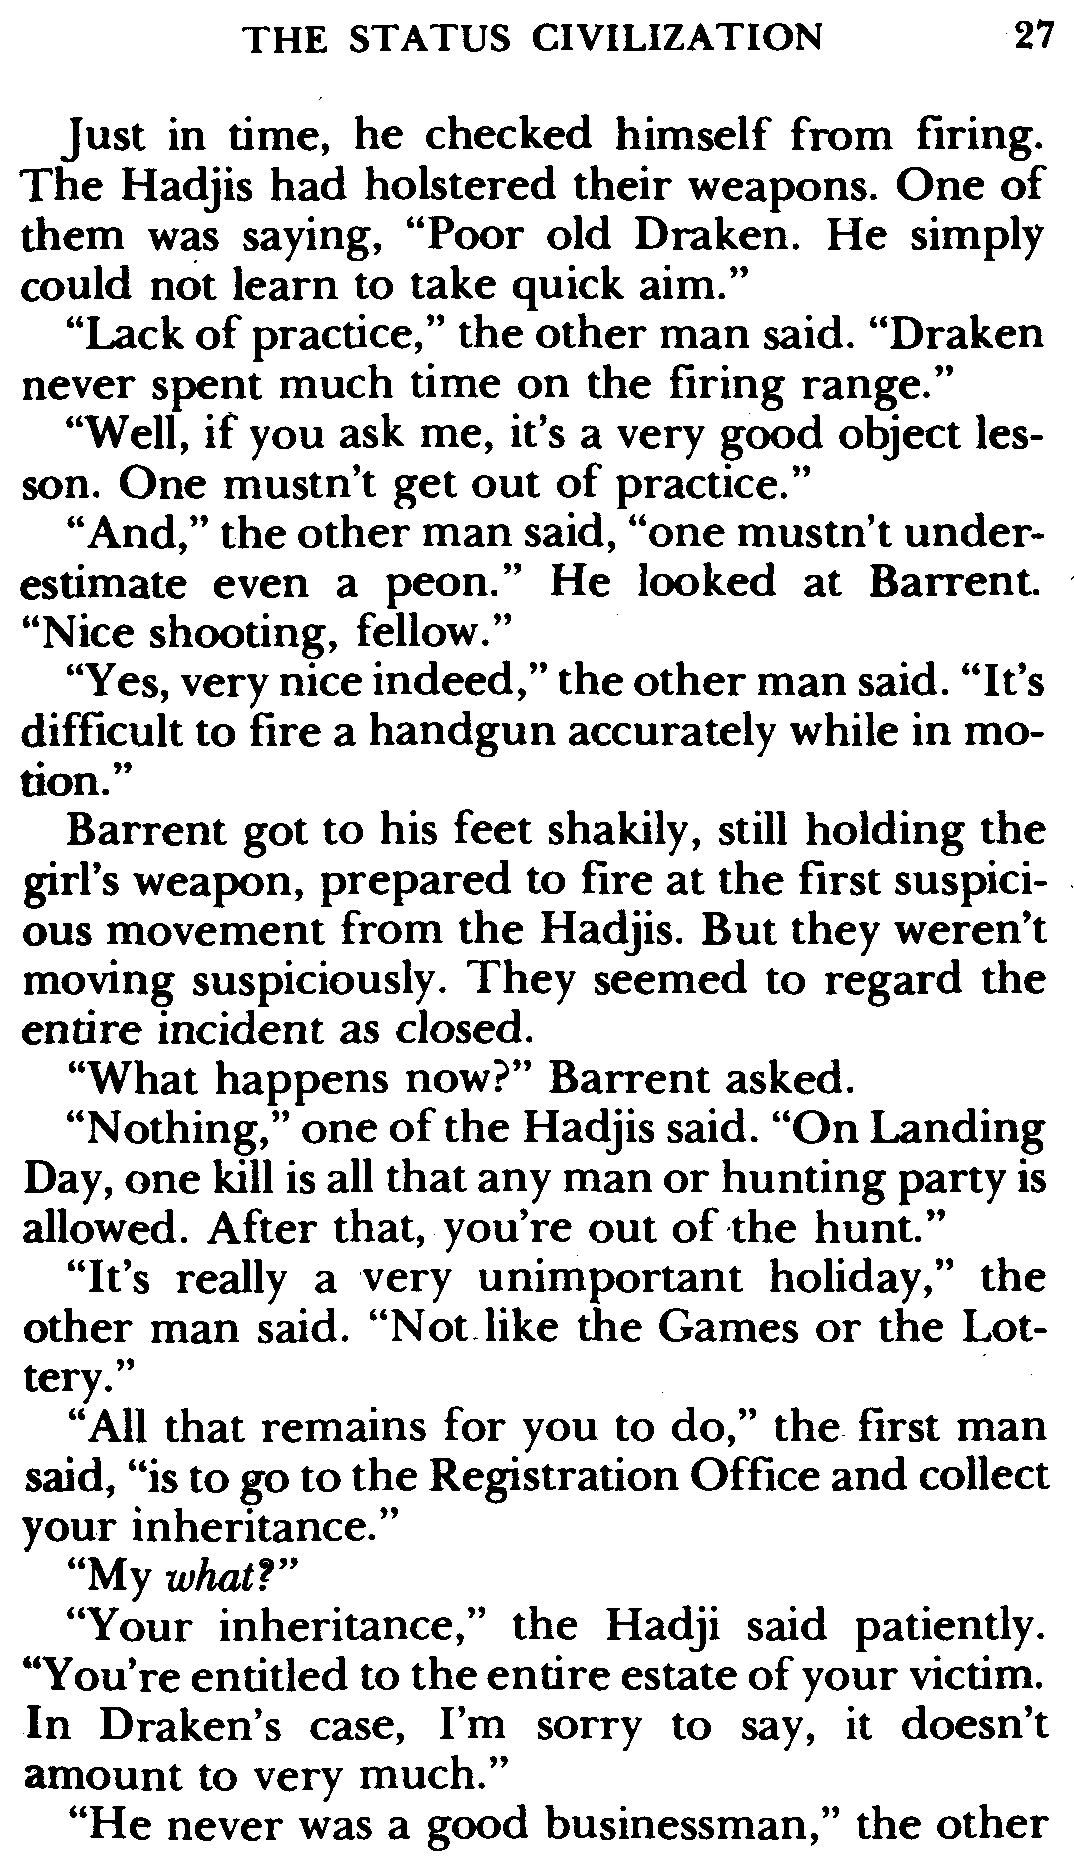 THE STATUS CIVILIZATION 27
Just in time, he checked himself from firing.
The Hadjis had holstered their weapons. One of
them was saying, “Poor old Draken. He simply
could not learn to take quick aim.”
“Lack of practice,” the other man said. “Draken
never spent much time on the firing range.”
“Well, if you ask me, it’s a very good object les-
son. One mustn’t get out of practice.”
“And,” the other man said, “one mustn’t under-
estimate even a peon.” He looked at Barrent.
“Nice shooting, fellow.”
“Yes, very nice indeed,” the other man said. “It’s
difficult to fire a handgun accurately while in mo-
tion.”
Barrent got to his feet shakily, still holding the
girl’s weapon, prepared to fire at the first suspici-
ous movement from the Hadjis. But they weren’t
moving suspiciously. They seemed to regard the
entire incident as closed.
“What happens now?” Barrent asked.
“Nothing,” one of the Hadjis said. “On Landing
Day, one kill is all that any man or hunting party is
allowed. After that, you’re out of the hunt.”
“It’s really a very unimportant holiday,” the
other man said. “Not like the Games or the Lot-
tery.”
“All that remains for you to do,” the first man
said, “is to go to the Registration Office and collect
your inheritance.”
“My what?”
“Your inheritance,” the Hadji said patiently.
“You’re entitled to the entire estate of your victim.
In Draken’s case, I’m sorry to say, it doesn’t
amount to very much.”
“He never was a good businessman,” the other